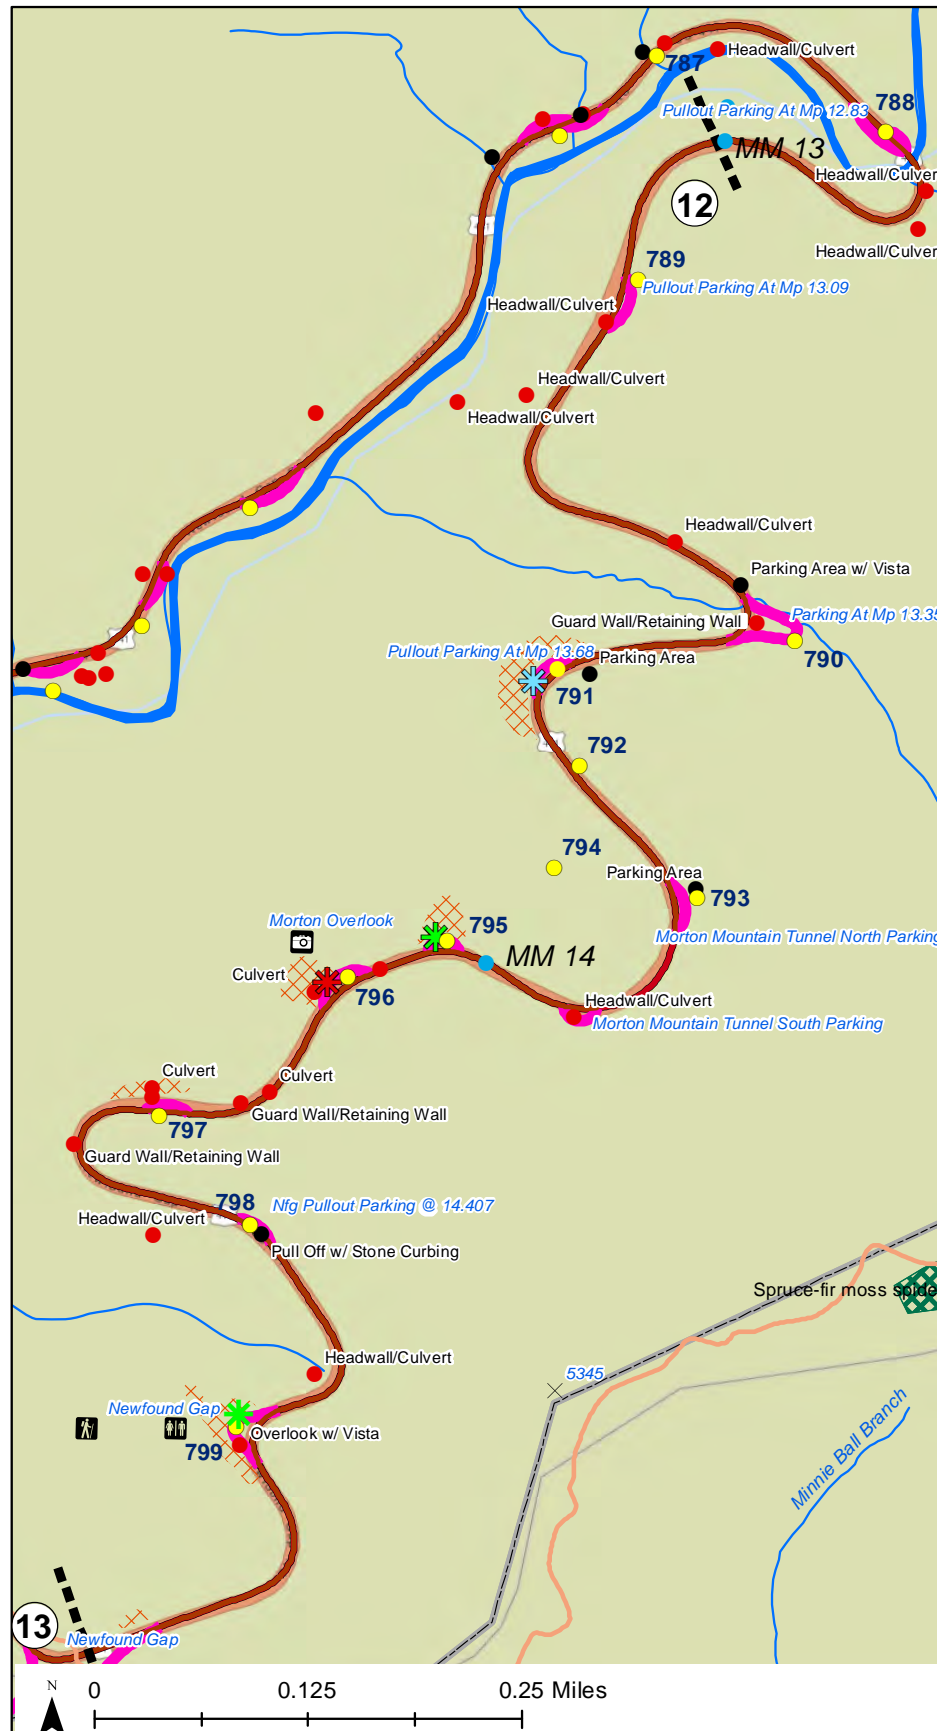 Headwall/Culvert
787
Pullout Parking At Mp 12.83
788
MM 13
Headwall/Culver
12
Headwall/Culver
789
Pullout Parking At Mp 13.09
Headwall/Culvert
Headwall/Culvert
Headwall/Culvert
Headwall/Culvert
Parking Area w/ Vista
Guard Wall/Retaining Wall
Parking At Mp 13.35
790
Pullout Parking At Mp 13.68
Parking Area
791
792
794
Parking Area
793
Morton Overlook
795
Morton Mountain Tunnel North Parking
MM 14
Culvert
796
Headwall/Culvert
Morton Mountain Tunnel South Parking
Culvert
Culvert
Guard Wall/Retaining Wall
797
Guard Wall/Retaining Wall
798
Nfg Pullout Parking @ 14.407
Headwall/Culvert
Pull Off w/ Stone Curbing
Spruce-fir moss spide
Headwall/Culvert
5345
Newfound Gap
Minnie Ball Branch
Overlook w/ Vista
799
13
Newfound Gap
N
0
0.125
0.25 Miles